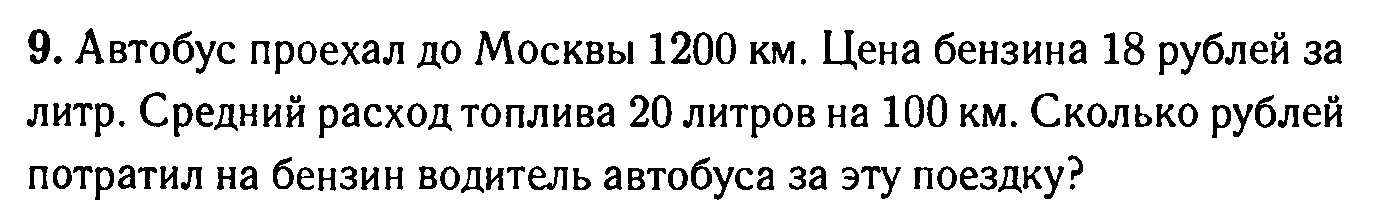 9. Автобус проехал до Москвы 1200 км. Цена бензина 18 рублей за
литр. Средний расход топлива 20 литров на 100 км. Сколько рублей
потратил на бензин водитель автобуса за эту поездку?